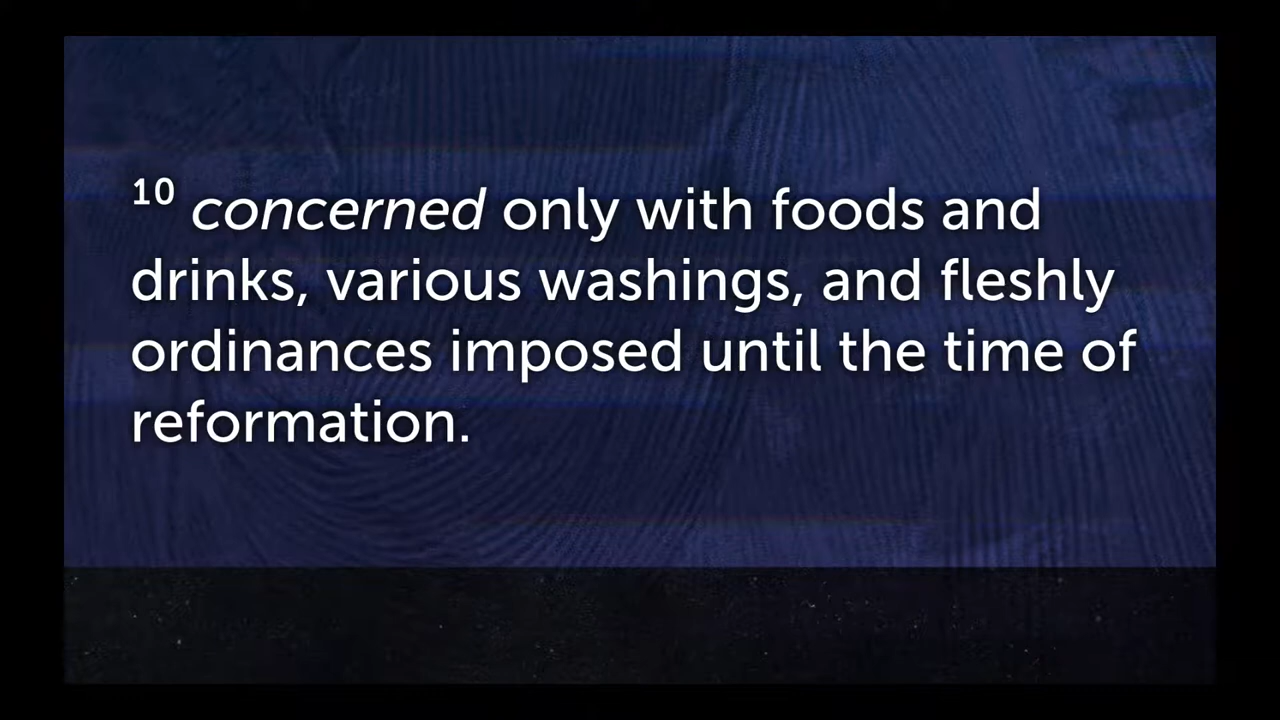 10 concerned only with foods and
drinks, various washings, and fleshly
ordinances imposed until the time of
reformation.